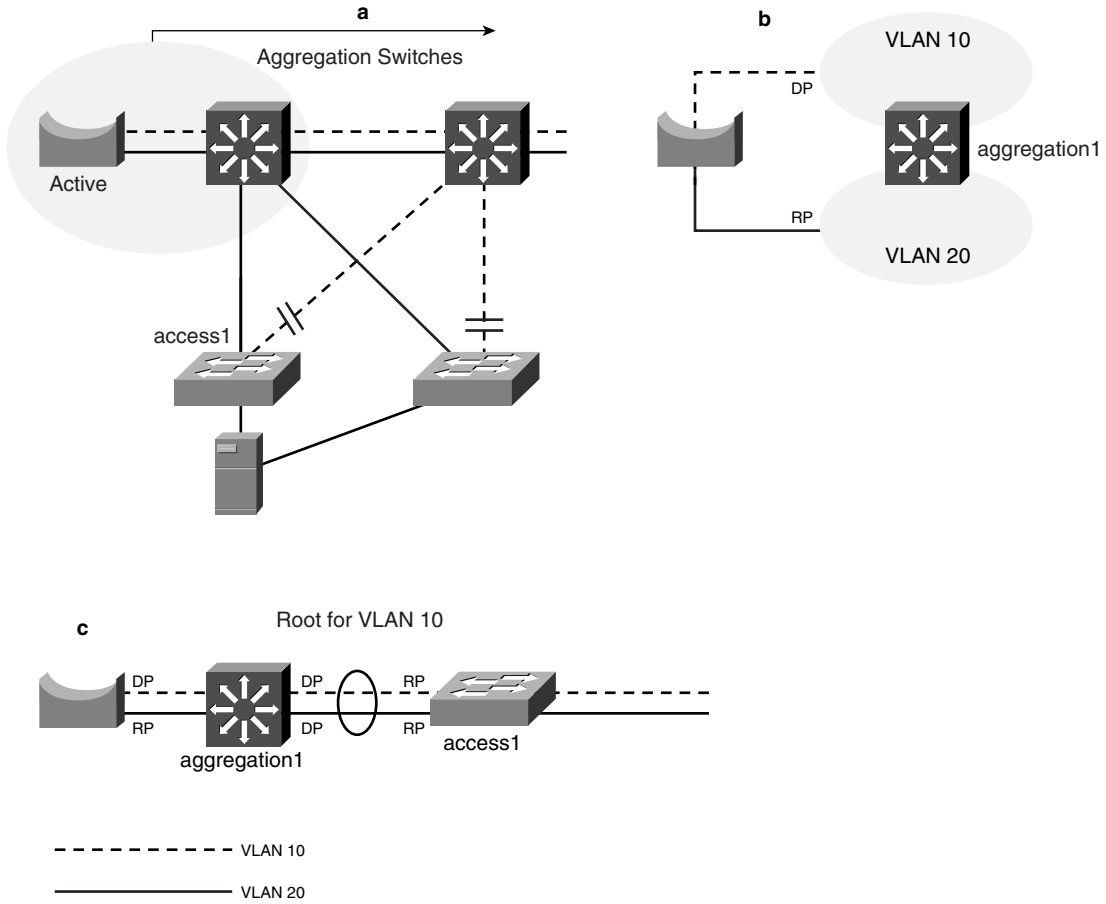 a
Aggregation Switches
Active
access1
b
VLAN 10
DP
aggregation1
RP
VLAN 20
c
Root for VLAN 10
DP
DP
RP
RP
DP
RP
aggregation1
access1
VLAN 10
VLAN 20